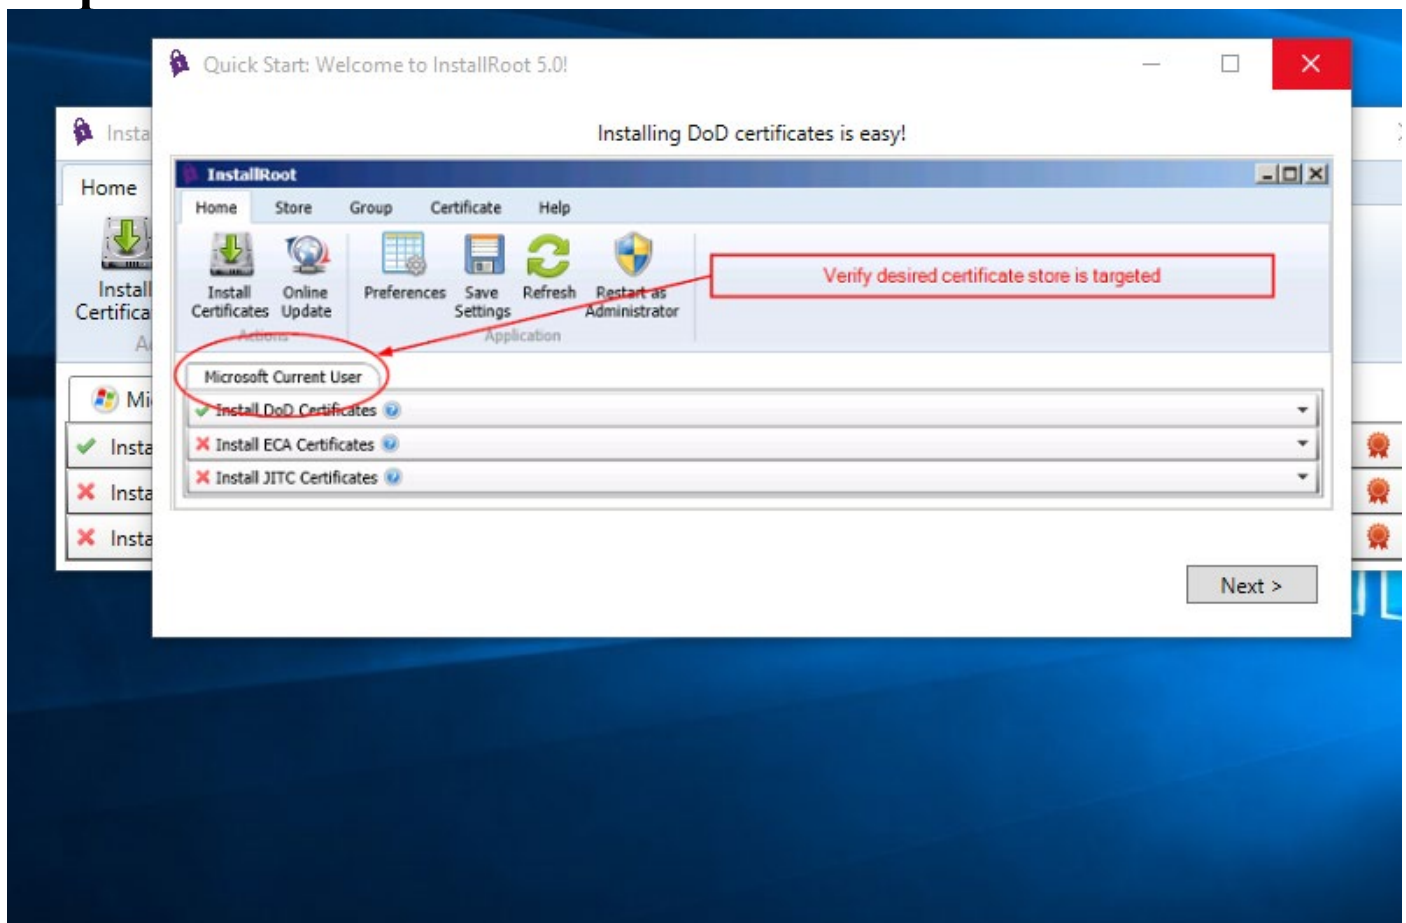 Quick Start: Welcome to InstallRoot 5.0!
Installing DoD certificates is easy!
Insta
Home
Install
Certifica
A
Mi
Insta
Insta
Insta
InstallRoot
Home Store Group Certificate Help
Install Certificates
Online Update
Preferences
Save Settings
Refresh
Restart as Administrator
Actions
Application
Verify desired certificate store is targeted
Microsoft Current User
Install DoD Certificates
Install ECA Certificates
Install JITC Certificates
Next >